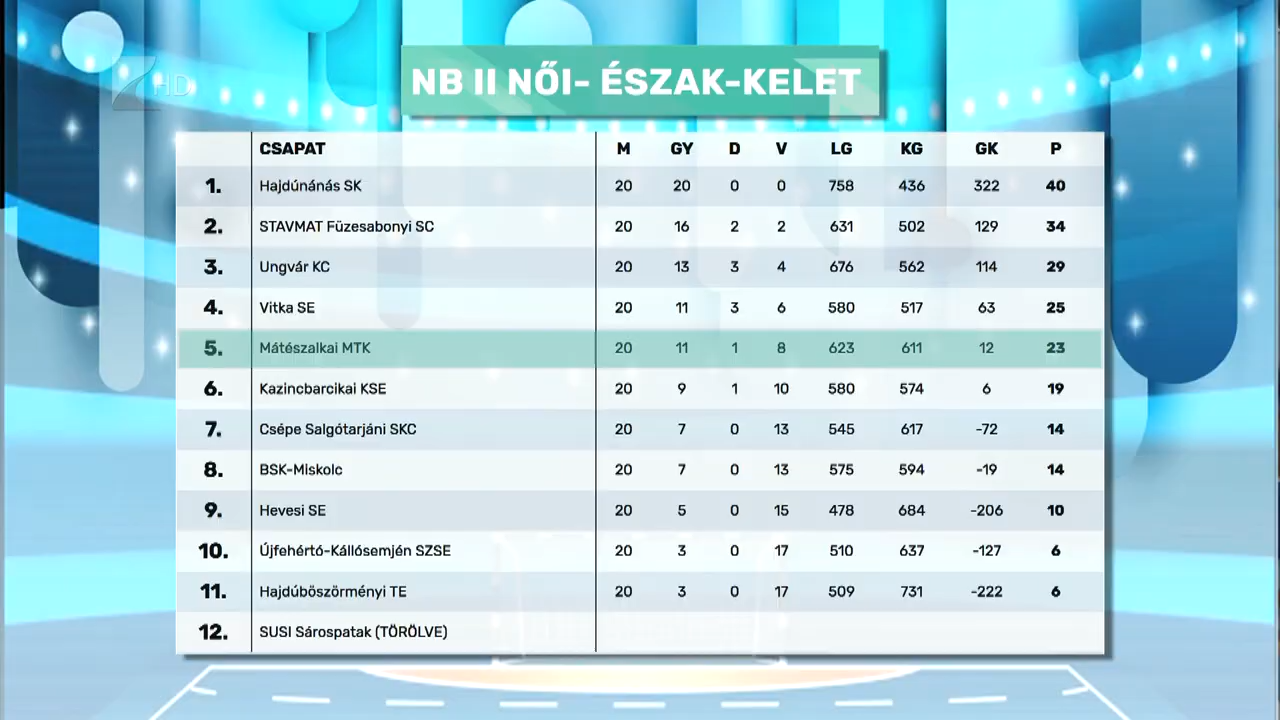 HD
NB II NŐI- ÉSZAK-KELET
CSAPAT M GY D V LG KG GK P
1. Hajdúnánás SK 20 20 0 0 758 436 322 40
2. STAVMAT Füzesabonyi SC 20 16 2 2 631 502 129 34
3. Ungvár KC 20 13 3 4 676 562 114 29
4. Vitka SE 20 11 3 6 580 517 63 25
5. Mátészalkai MTK 20 11 1 8 623 611 12 23
6. Kazincbarcikai KSE 20 9 1 10 580 574 6 19
7. Csépe Salgótarjáni SKC 20 7 0 13 545 617 -72 14
8. BSK-Miskolc 20 7 0 13 575 594 -19 14
9. Hevesi SE 20 5 0 15 478 684 -206 10
10. Újfehértó-Kállósemjén SZSE 20 3 0 17 510 637 -127 6
11. Hajdúböszörményi TE 20 3 0 17 509 731 -222 6
12. SUSI Sárospatak (TÖRÖLVE)